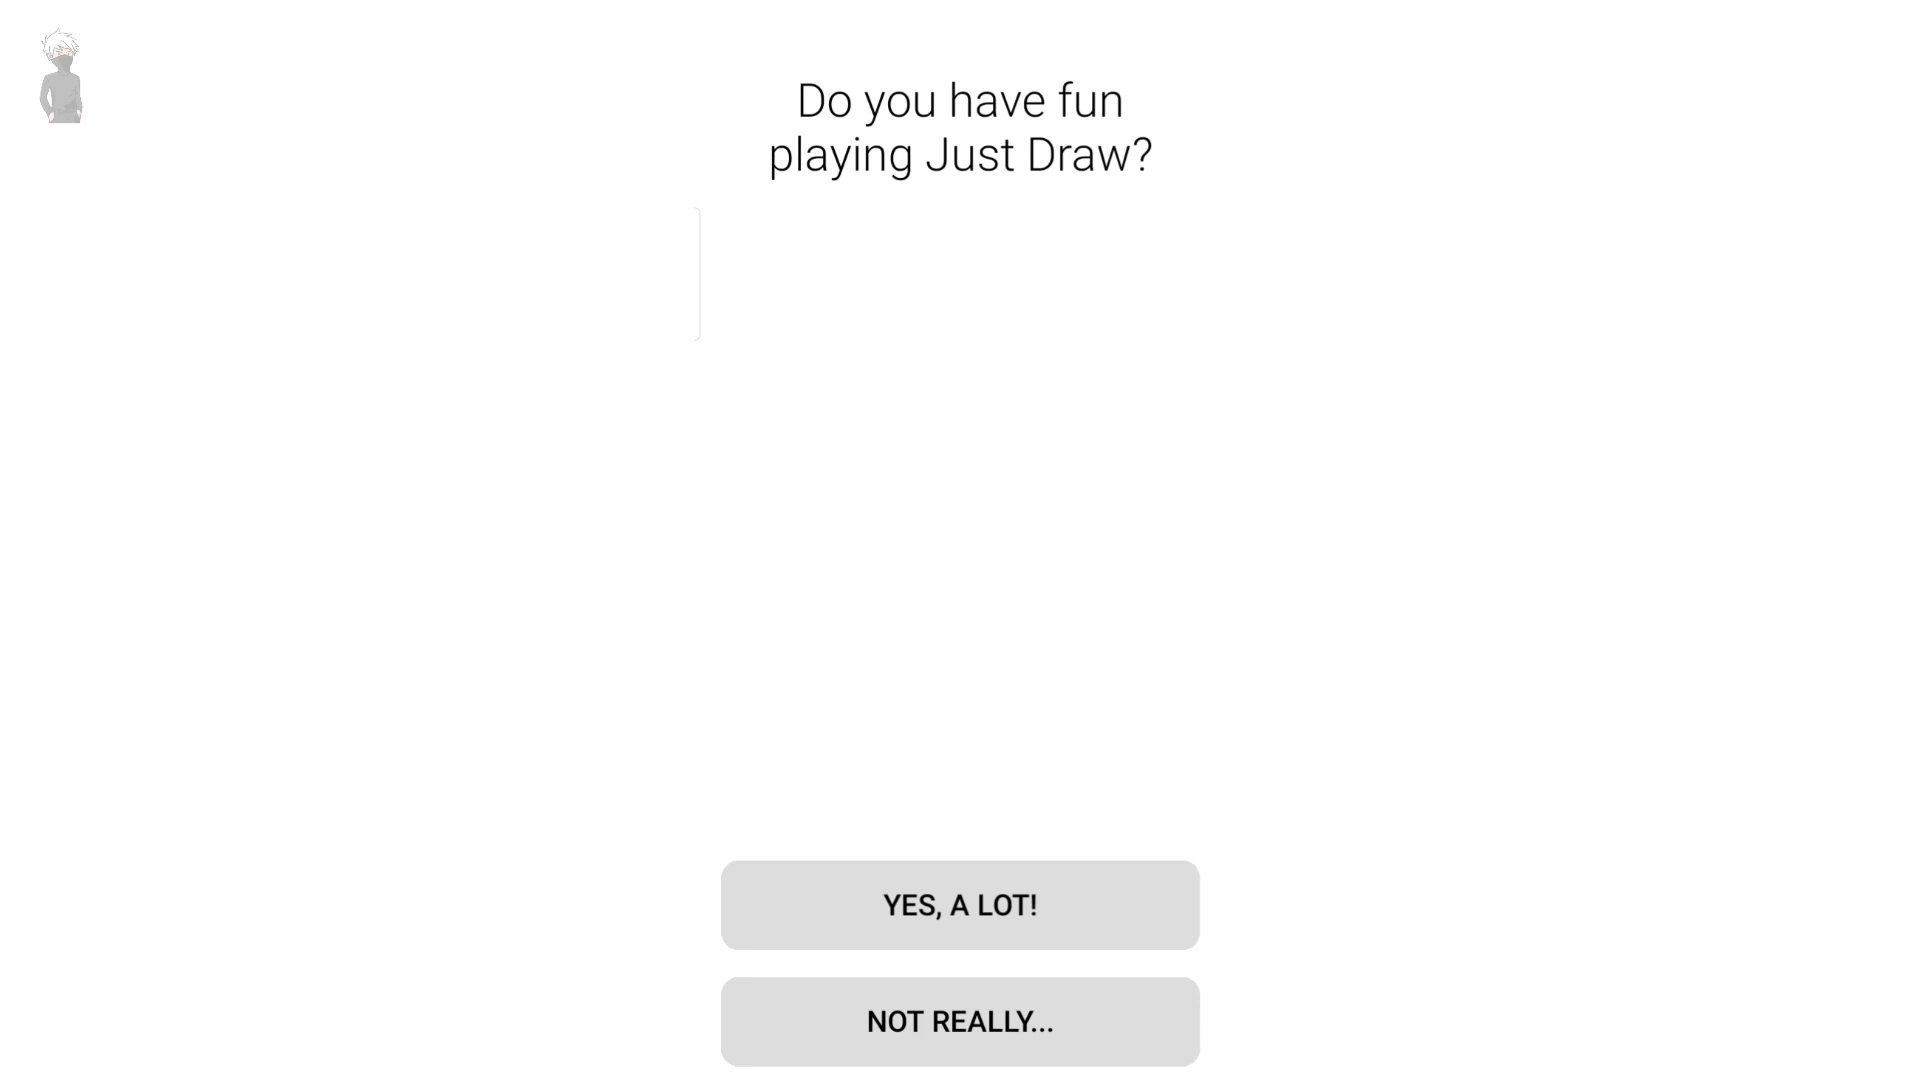 Do you have fun
playing Just Draw?
YES, A LOT!
NOT REALLY...